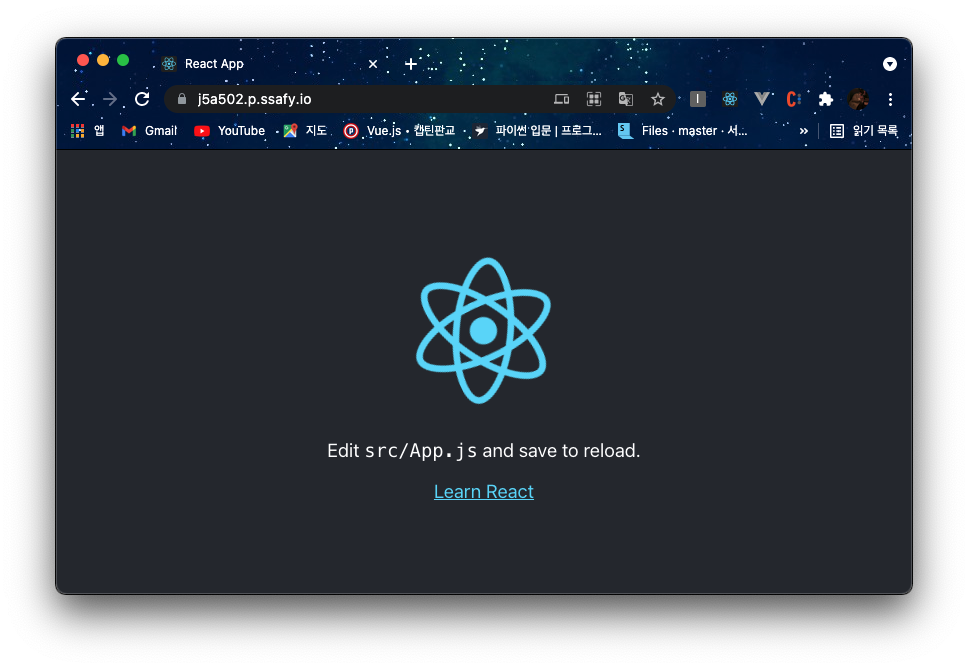 React App
j5a502.p.ssafy.io
앱 Gmail YouTube 지도 Vue.js · 캡틴판교 파이썬 입문 | 프로그... Files · master · 서... » 읽기 목록
Edit src/App.js and save to reload.
Learn React